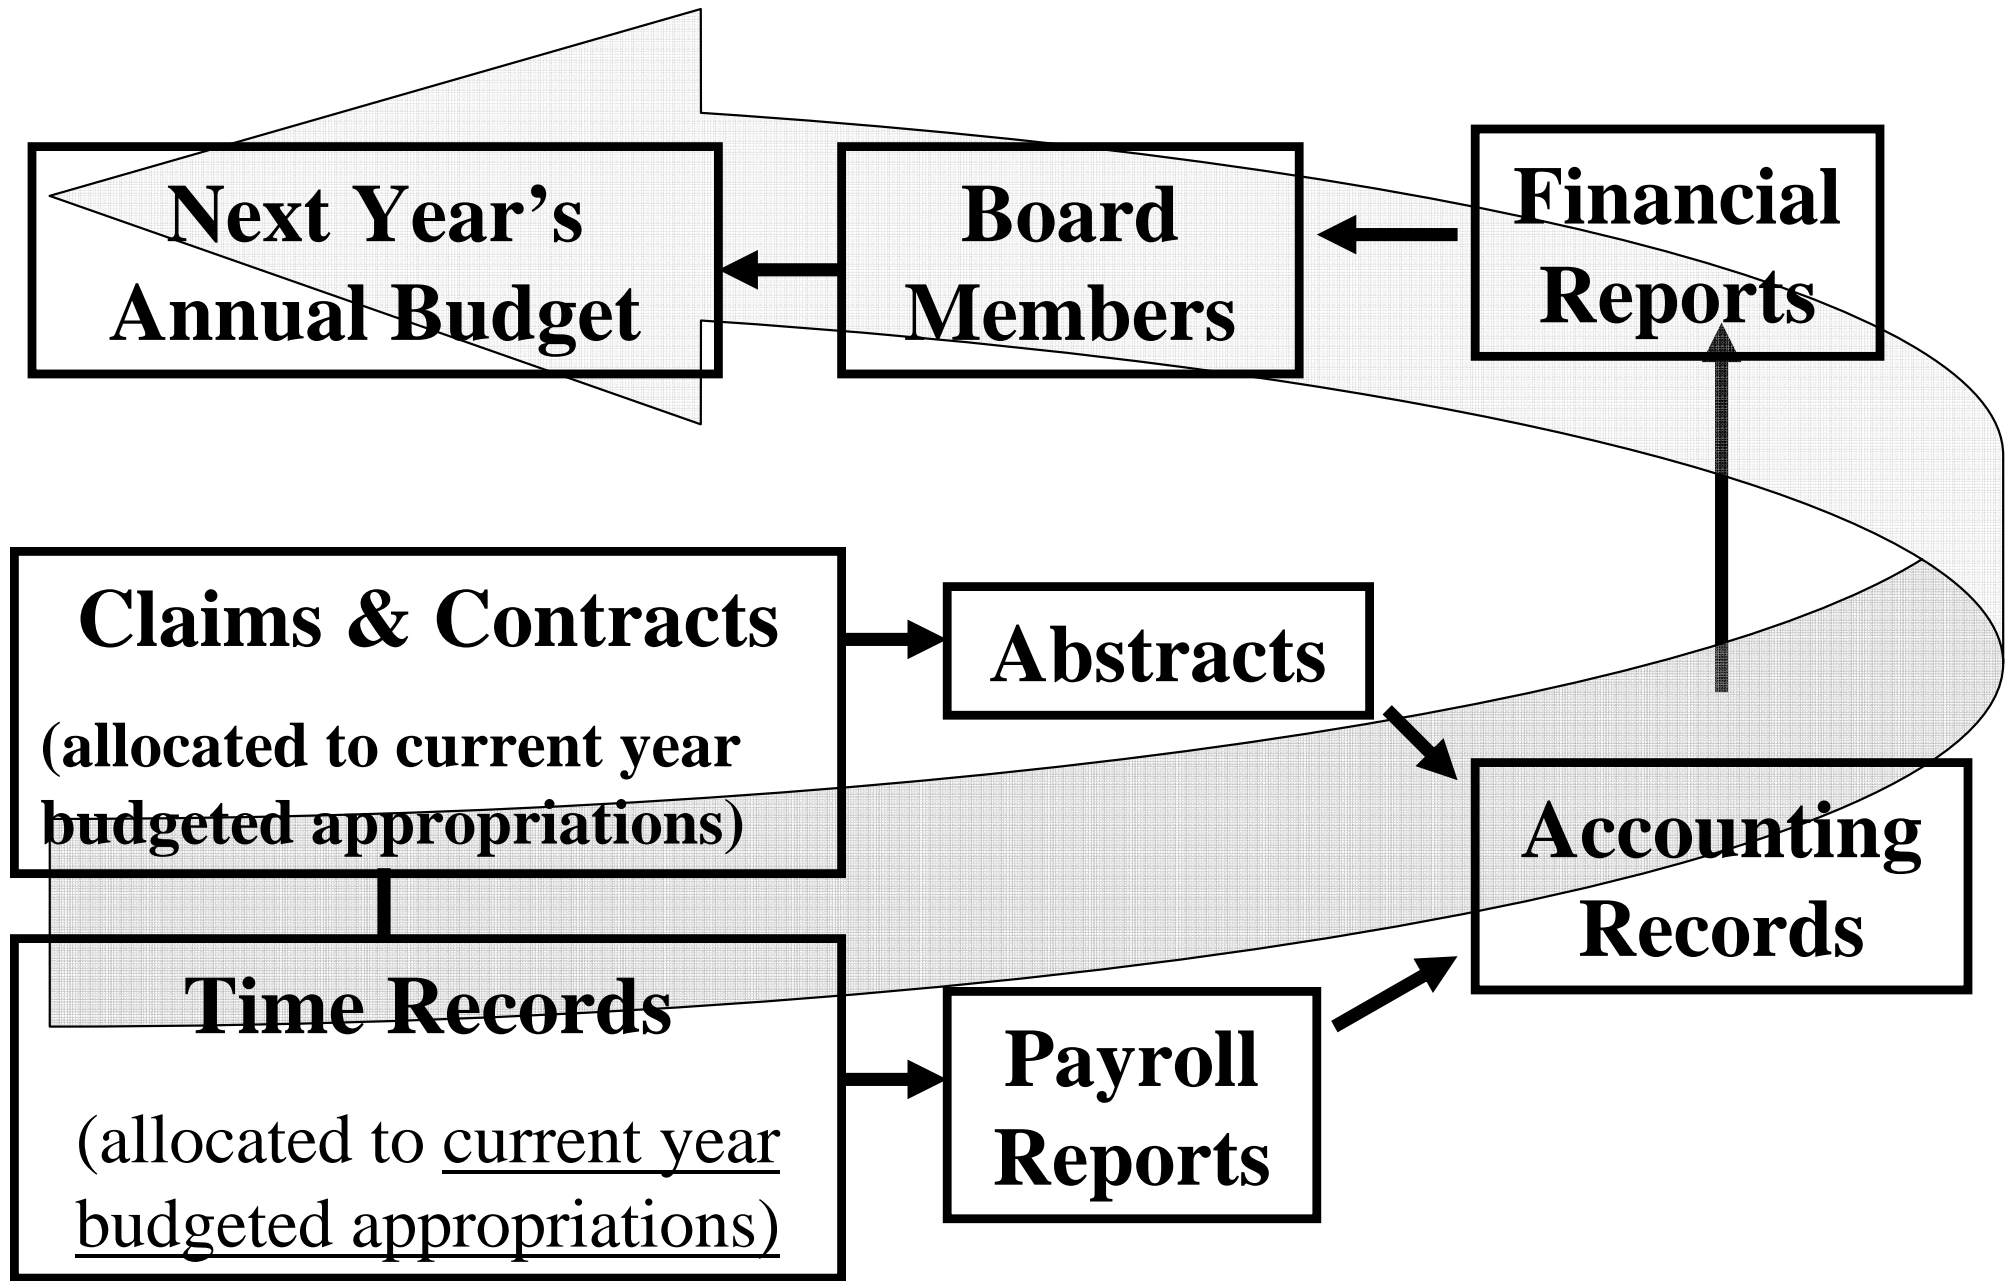 Next Year’s
Annual Budget
Board
Members
Financial
Reports
Claims & Contracts
(allocated to current year
budgeted appropriations)
Abstracts
Accounting
Records
Time Records
(allocated to current year
budgeted appropriations)
Payroll
Reports